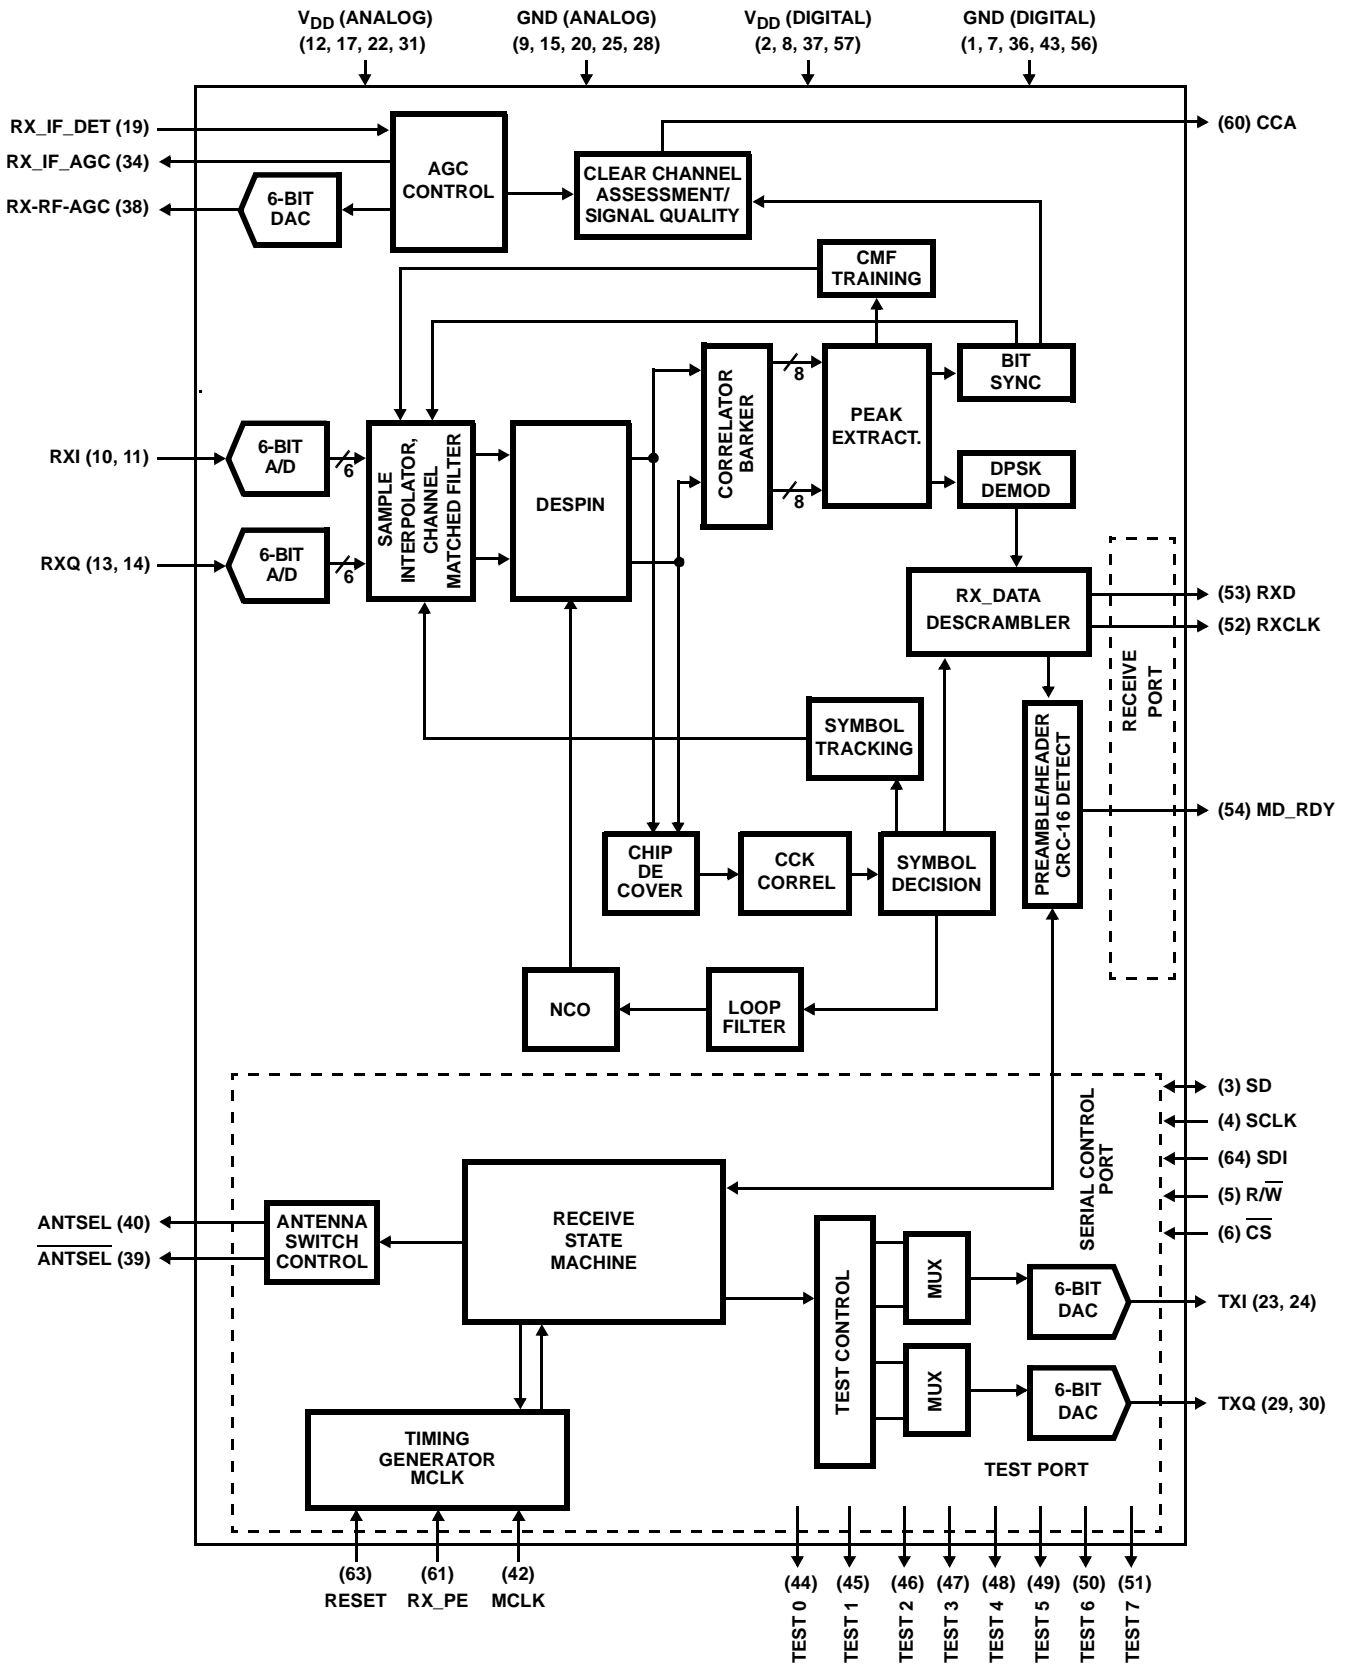 VDD (ANALOG)
(12, 17, 22, 31)
GND (ANALOG)
(9, 15, 20, 25, 28)
VDD (DIGITAL)
(2, 8, 37, 57)
GND (DIGITAL)
(1, 7, 36, 43, 56)
RX_IF_DET (19)
RX_IF_AGC (34)
RX-RF-AGC (38)
6-BIT
DAC
AGC
CONTROL
CLEAR CHANNEL
ASSESSMENT/
SIGNAL QUALITY
(60) CCA
CMF
TRAINING
RXI (10, 11)
6-BIT
A/D
6
RXQ (13, 14)
6-BIT
A/D
6
SAMPLE
INTERPOLATOR,
CHANNEL
MATCHED FILTER
DESPIN
CORRELATOR
BARKER
8
8
PEAK
EXTRACT.
BIT
SYNC
DPSK
DEMOD
RX_DATA
DESCRAMBLER
(53) RXD
(52) RXCLK
RECEIVE
PORT
SYMBOL
TRACKING
PREAMBLE/HEADER
CRC-16 DETECT
(54) MD_RDY
CHIP
DE
COVER
CCK
CORREL
SYMBOL
DECISION
NCO
LOOP
FILTER
(3) SD
(4) SCLK
(64) SDI
(5) R/W̅
(6) C̅S̅
SERIAL CONTROL
PORT
ANTSEL (40)
A̅N̅T̅S̅E̅L̅ (39)
ANTENNA
SWITCH
CONTROL
RECEIVE
STATE
MACHINE
TEST CONTROL
MUX
6-BIT
DAC
TXI (23, 24)
MUX
6-BIT
DAC
TXQ (29, 30)
TEST PORT
TIMING
GENERATOR
MCLK
(63)
RESET
(61)
RX_PE
(42)
MCLK
(44)
TEST 0
(45)
TEST 1
(46)
TEST 2
(47)
TEST 3
(48)
TEST 4
(49)
TEST 5
(50)
TEST 6
(51)
TEST 7